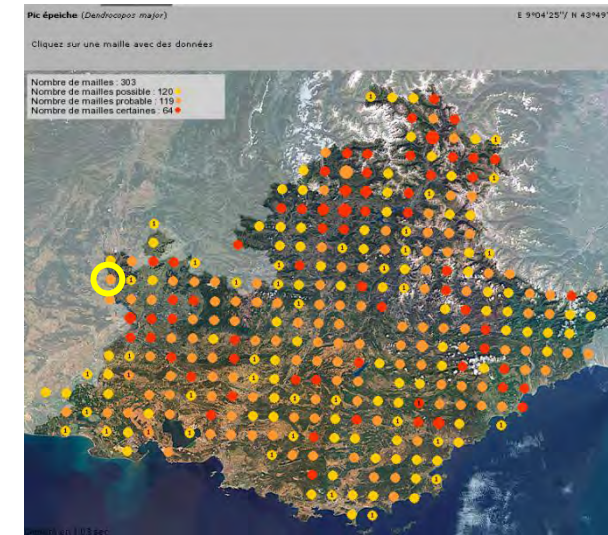 Pic épeiche (Dendrocopos major) E 9°04'25"/ N 43°49'
Cliquez sur une maille avec des données
Nombre de mailles : 303
Nombre de mailles possible : 120
Nombre de mailles probable : 119
Nombre de mailles certaines : 64